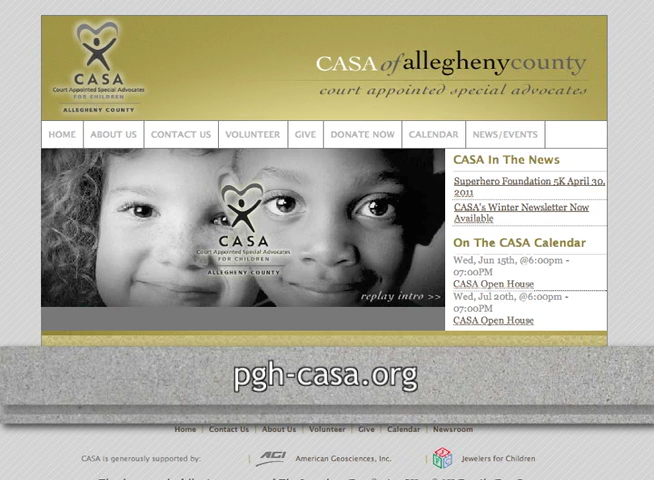 CASA
Court Appointed Special Advocates
FOR CHILDREN
ALLEGHENY COUNTY
CASA of alleghenycounty
court appointed special advocates
HOME ABOUT US CONTACT US VOLUNTEER GIVE DONATE NOW CALENDAR NEWS/EVENTS
CASA
Court Appointed Special Advocates
FOR CHILDREN
ALLEGHENY COUNTY
replay intro >>
CASA In The News
Superhero Foundation 5K April 30,
2011
CASA's Winter Newsletter Now
Available
On The CASA Calendar
Wed, Jun 15th, @6:00pm -
07:00PM
CASA Open House
Wed, Jul 20th, @6:00pm -
07:00PM
CASA Open House
pgh-casa.org
Home | Contact Us | About Us | Volunteer | Give | Calendar | Newsroom
CASA is generously supported by: | AGI American Geosciences, Inc. | Jewelers for Children